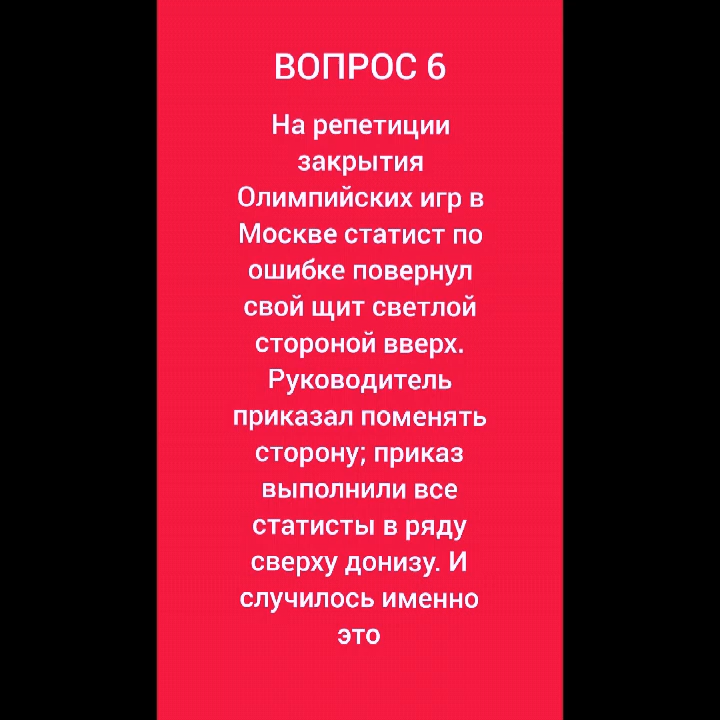 ВОПРОС 6
На репетиции
закрытия
Олимпийских игр в
Москве статист по
ошибке повернул
свой щит светлой
стороной вверх.
Руководитель
приказал поменять
сторону; приказ
выполнили все
статисты в ряду
сверху донизу. И
случилось именно
это